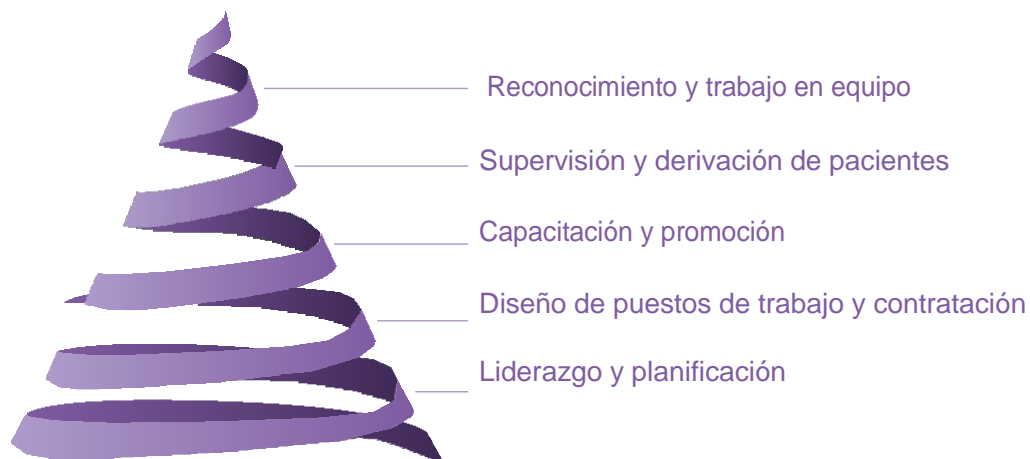 Reconocimiento y trabajo en equipo
Supervisión y derivación de pacientes
Capacitación y promoción
Diseño de puestos de trabajo y contratación
Liderazgo y planificación